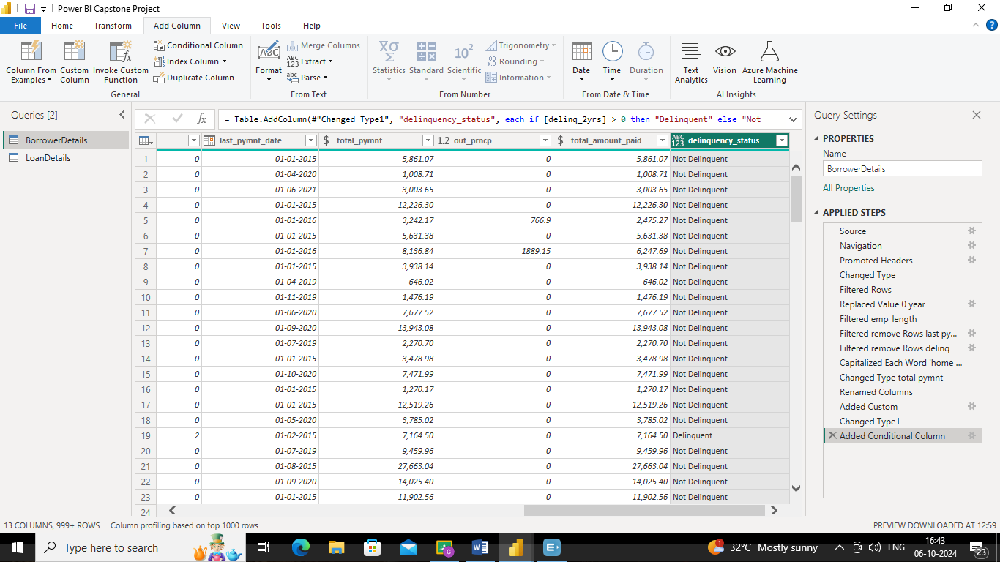 Power BI Capstone Project
File Home Transform Add Column View Tools Help
Column From Examples
Custom Column
Invoke Custom Function
Conditional Column
Index Column
Duplicate Column
General
Format
Merge Columns
Extract
Parse
From Text
Statistics
Standard
Scientific
Trigonometry
Rounding
Information
From Number
Date
Time
Duration
From Date & Time
Text Analytics
Vision
Azure Machine Learning
AI Insights
Queries [2]
BorrowerDetails
LoanDetails
fx = Table.AddColumn(#"Changed Type1", "delinquency_status", each if [delinq_2yrs] > 0 then "Delinquent" else "Not
last_pymnt_date $ total_pymnt 1.2 out_prncp $ total_amount_paid ABC 123 delinquency_status
1 0 01-01-2015 5,861.07 0 5,861.07 Not Delinquent
2 0 01-04-2020 1,008.71 0 1,008.71 Not Delinquent
3 0 01-06-2021 3,003.65 0 3,003.65 Not Delinquent
4 0 01-01-2015 12,226.30 0 12,226.30 Not Delinquent
5 0 01-01-2016 3,242.17 766.9 2,475.27 Not Delinquent
6 0 01-01-2015 5,631.38 0 5,631.38 Not Delinquent
7 0 01-01-2016 8,136.84 1889.15 6,247.69 Not Delinquent
8 0 01-01-2015 3,938.14 0 3,938.14 Not Delinquent
9 0 01-04-2019 646.02 0 646.02 Not Delinquent
10 0 01-11-2019 1,476.19 0 1,476.19 Not Delinquent
11 0 01-06-2020 7,677.52 0 7,677.52 Not Delinquent
12 0 01-09-2020 13,943.08 0 13,943.08 Not Delinquent
13 0 01-07-2019 2,270.70 0 2,270.70 Not Delinquent
14 0 01-01-2015 3,478.98 0 3,478.98 Not Delinquent
15 0 01-10-2020 7,471.99 0 7,471.99 Not Delinquent
16 0 01-01-2015 1,270.17 0 1,270.17 Not Delinquent
17 0 01-01-2015 12,519.26 0 12,519.26 Not Delinquent
18 0 01-05-2020 3,785.02 0 3,785.02 Not Delinquent
19 2 01-02-2015 7,164.50 0 7,164.50 Delinquent
20 0 01-07-2019 9,459.96 0 9,459.96 Not Delinquent
21 0 01-08-2015 27,663.04 0 27,663.04 Not Delinquent
22 0 01-09-2020 14,025.40 0 14,025.40 Not Delinquent
23 0 01-01-2015 11,902.56 0 11,902.56 Not Delinquent
24
Query Settings
PROPERTIES
Name
BorrowerDetails
All Properties
APPLIED STEPS
Source
Navigation
Promoted Headers
Changed Type
Filtered Rows
Replaced Value 0 year
Filtered emp_length
Filtered remove Rows last py...
Filtered remove Rows delinq
Capitalized Each Word 'home ...
Changed Type total pymnt
Renamed Columns
Added Custom
Changed Type1
Added Conditional Column
13 COLUMNS, 999+ ROWS Column profiling based on top 1000 rows
PREVIEW DOWNLOADED AT 12:59
Type here to search
32°C Mostly sunny
ENG
16:43
06-10-2024
23